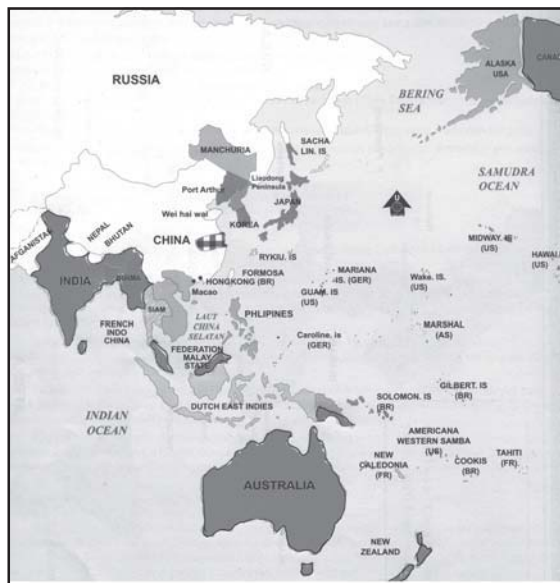 RUSSIA
BERING
SEA
ALASKA
USA
SACHA
LIN. IS
MANCHURIA
Liaodong
Peninsula
SAMUDRA
OCEAN
Port Arthur
JAPAN
Wei hai wai
KOREA
AFGANISTAN
NEPAL
BHUTAN
CHINA
MIDWAY. IS
(US)
RYKIU. IS
HAWAI
(US)
INDIA
FORMOSA
MARIANA
IS. (GER)
Wake. IS.
(US)
HONGKONG (BR)
GUAM. IS
(US)
Macao
SIAM
LAUT
CHINA
SELATAN
PHLIPINES
MARSHAL
(AS)
FRENCH
INDO
CHINA
Caroline. is
(GER)
FEDERATION
MALAY
STATE
GILBERT. IS
(BR)
SOLOMON. IS
(BR)
DUTCH EAST INDIES
INDIAN
OCEAN
AMERICANA
WESTERN SAMBA
(US)
NEW
CALEDONIA
(FR)
COOKIS
(BR)
TAHITI
(FR)
AUSTRALIA
NEW
ZEALAND